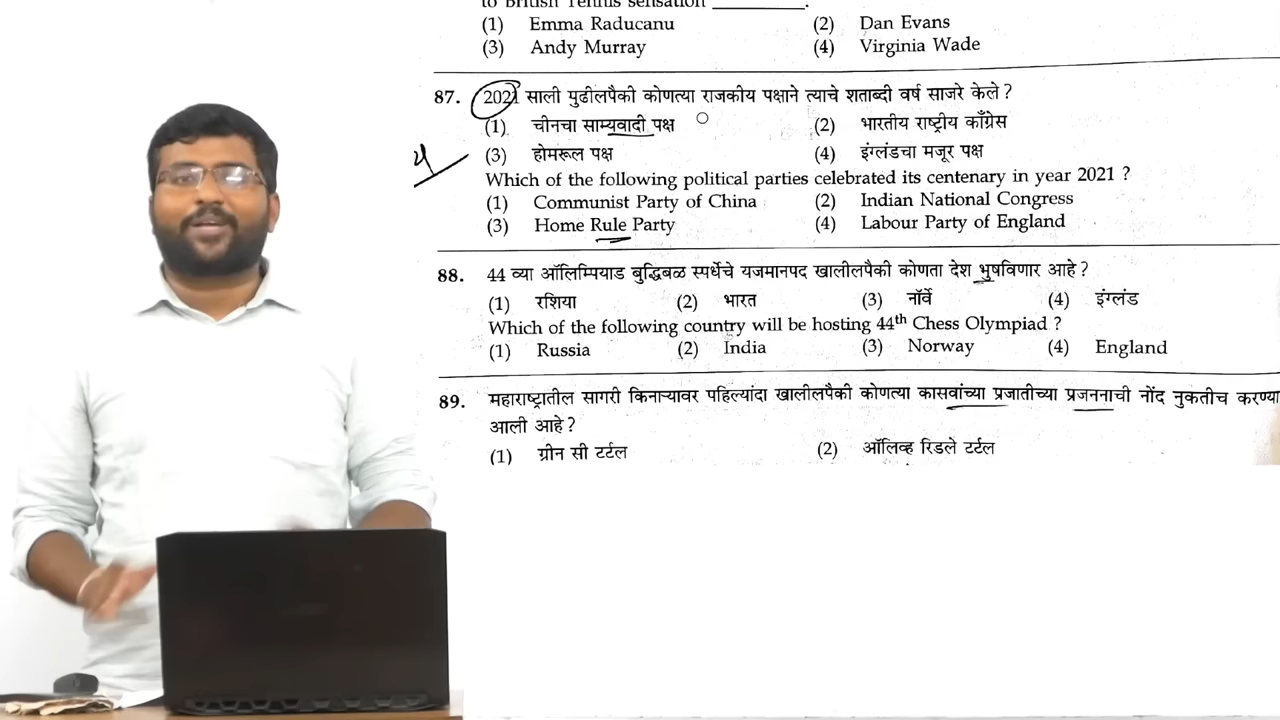 to British Tennis sensation __________.
(1) Emma Raducanu (2) Dan Evans
(3) Andy Murray (4) Virginia Wade
87. 2021 साली पुढीलपैकी कोणत्या राजकीय पक्षाने त्याचे शताब्दी वर्ष साजरे केले ?
(1) चीनचा साम्यवादी पक्ष (2) भारतीय राष्ट्रीय काँग्रेस
(3) होमरूल पक्ष (4) इंग्लंडचा मजूर पक्ष
Which of the following political parties celebrated its centenary in year 2021 ?
(1) Communist Party of China (2) Indian National Congress
(3) Home Rule Party (4) Labour Party of England
88. 44 व्या ऑलिम्पियाड बुद्धिबळ स्पर्धेचे यजमानपद खालीलपैकी कोणता देश भुषविणार आहे ?
(1) रशिया (2) भारत (3) नॉर्वे (4) इंग्लंड
Which of the following country will be hosting 44th Chess Olympiad ?
(1) Russia (2) India (3) Norway (4) England
89. महाराष्ट्रातील सागरी किनाऱ्यावर पहिल्यांदा खालीलपैकी कोणत्या कासवांच्या प्रजातीच्या प्रजननाची नोंद नुकतीच करण्या
आली आहे ?
(1) ग्रीन सी टर्टल (2) ऑलिव्ह रिडले टर्टल